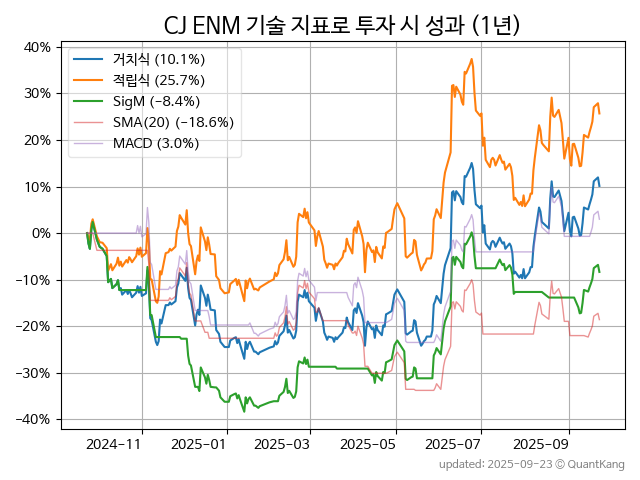 CJ ENM 기술 지표로 투자 시 성과 (1년)
거치식 (10.1%)
적립식 (25.7%)
SigM (−8.4%)
SMA(20) (−18.6%)
MACD (3.0%)
40%
30%
20%
10%
0%
−10%
−20%
−30%
−40%
2024-11 2025-01 2025-03 2025-05 2025-07 2025-09
updated: 2025-09-23 © QuantKang